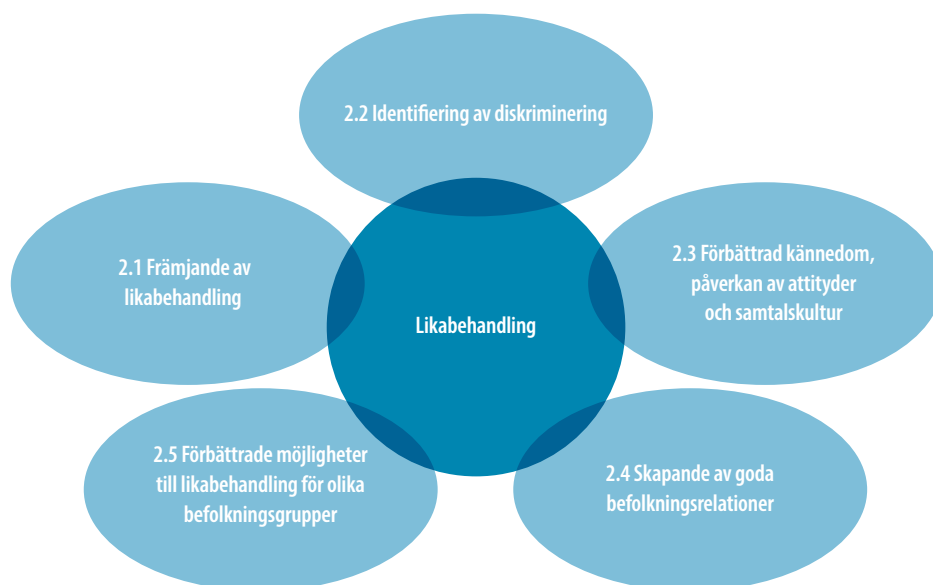 2.2 Identifiering av diskriminering
2.1 Främjande av
likabehandling
2.3 Förbättrad kännedom,
påverkan av attityder
och samtalskultur
Likabehandling
2.5 Förbättrade möjligheter
till likabehandling för olika
befolkningsgrupper
2.4 Skapande av goda
befolkningsrelationer